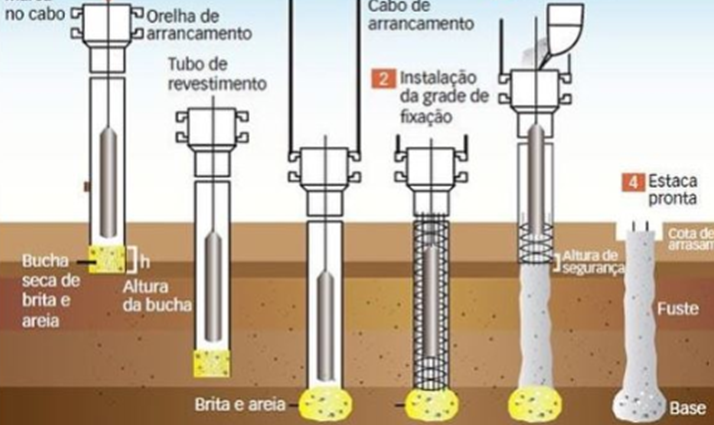 no cabo
Orelha de
arrancamento
Tubo de
revestimento
Cabo de
arrancamento
2 Instalação
da grade de
fixação
4 Estaca
pronta
Cota de
arrasam
Altura de
segurança
Bucha
seca de
brita e
areia
h
Altura
da bucha
Fuste
Brita e areia
Base